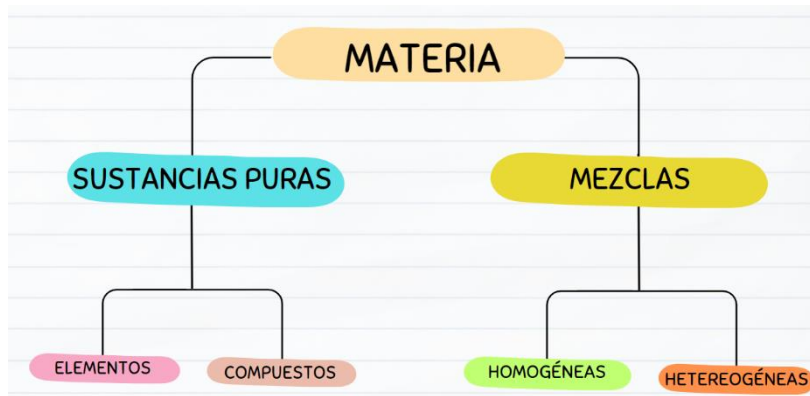 MATERIA
SUSTANCIAS PURAS
MEZCLAS
ELEMENTOS
COMPUESTOS
HOMOGÉNEAS
HETEREOGÉNEAS